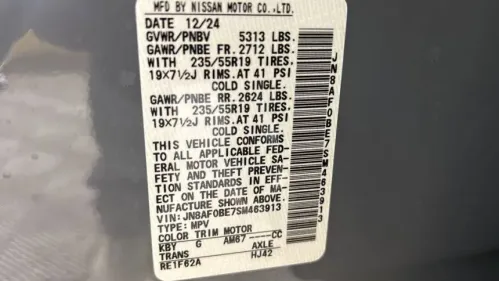 MFD BY NISSAN MOTOR CO.,LTD.
DATE 12/24
GVWR/PNBV 5313 LBS.
GAWR/PNBE FR. 2712 LBS.
WITH 235/55R19 TIRES.
19X7½J RIMS.AT 41 PSI
COLD SINGLE.
GAWR/PNBE RR. 2624 LBS.
WITH 235/55R19 TIRES.
19X7½J RIMS.AT 41 PSI
COLD SINGLE.
THIS VEHICLE CONFORMS
TO ALL APPLICABLE FED-
ERAL MOTOR VEHICLE SA-
FETY AND THEFT PREVEN-
TION STANDARDS IN EFF-
ECT ON THE DATE OF MA-
NUFACTURE SHOWN ABOVE.
VIN:JN8AF0BE7SM463913
TYPE:MPV
COLOR TRIM MOTOR
KBY G AM67 -----CC
TRANS AXLE
RE1F62A HJ42
JN8AF0BE7SM463913